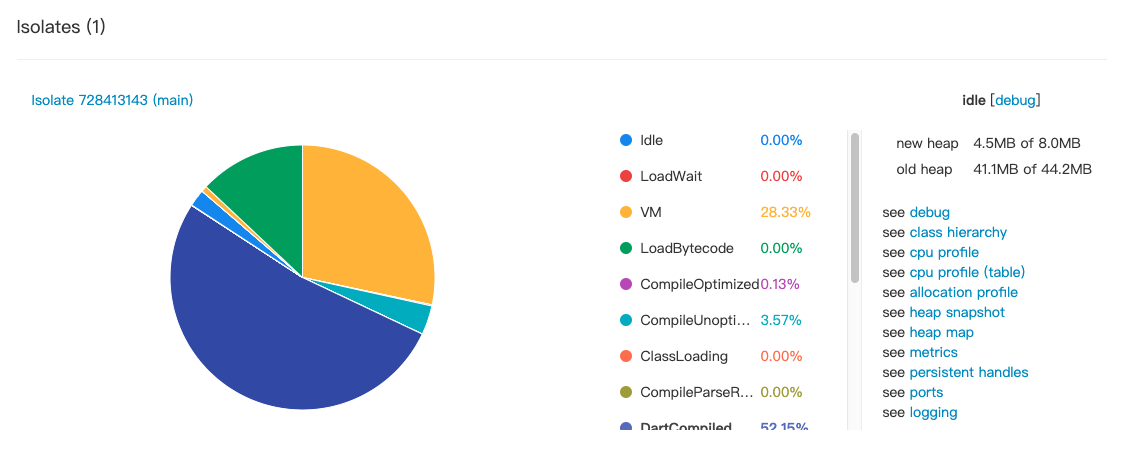 Isolates (1)
Isolate 728413143 (main)
idle [debug]
Idle 0.00%
LoadWait 0.00%
VM 28.33%
LoadBytecode 0.00%
CompileOptimized 0.13%
CompileUnopti... 3.57%
ClassLoading 0.00%
CompileParseR... 0.00%
DartCompiled 52.15%
new heap 4.5MB of 8.0MB
old heap 41.1MB of 44.2MB
see debug
see class hierarchy
see cpu profile
see cpu profile (table)
see allocation profile
see heap snapshot
see heap map
see metrics
see persistent handles
see ports
see logging